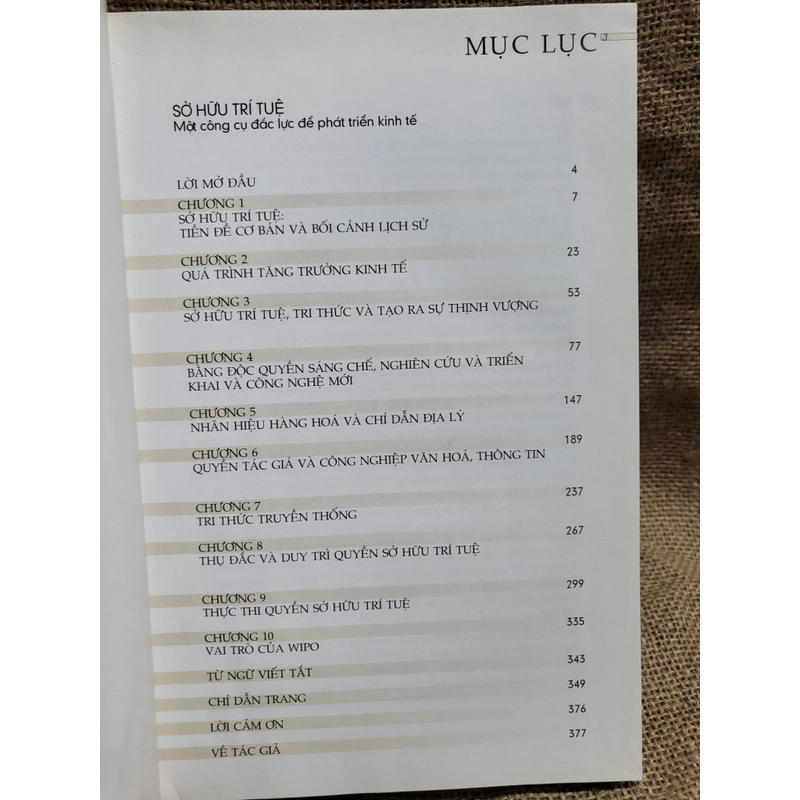 MỤC LỤC 3
SỞ HỮU TRÍ TUỆ
Một công cụ đắc lực để phát triển kinh tế
LỜI MỞ ĐẦU 4
CHƯƠNG 1 7
SỞ HỮU TRÍ TUỆ:
TIỀN ĐỀ CƠ BẢN VÀ BỐI CẢNH LỊCH SỬ
CHƯƠNG 2 23
QUÁ TRÌNH TĂNG TRƯỞNG KINH TẾ
CHƯƠNG 3 53
SỞ HỮU TRÍ TUỆ, TRI THỨC VÀ TẠO RA SỰ THỊNH VƯỢNG
CHƯƠNG 4 77
BẰNG ĐỘC QUYỀN SÁNG CHẾ, NGHIÊN CỨU VÀ TRIỂN
KHAI VÀ CÔNG NGHỆ MỚI
CHƯƠNG 5 147
NHÃN HIỆU HÀNG HOÁ VÀ CHỈ DẪN ĐỊA LÝ
CHƯƠNG 6 189
QUYỀN TÁC GIẢ VÀ CÔNG NGHIỆP VĂN HOÁ, THÔNG TIN
CHƯƠNG 7 237
TRI THỨC TRUYỀN THỐNG
CHƯƠNG 8 267
THỤ ĐẮC VÀ DUY TRÌ QUYỀN SỞ HỮU TRÍ TUỆ
CHƯƠNG 9 299
THỰC THI QUYỀN SỞ HỮU TRÍ TUỆ
CHƯƠNG 10 335
VAI TRÒ CỦA WIPO
TỪ NGỮ VIẾT TẮT 343
CHỈ DẪN TRANG 349
LỜI CẢM ƠN 376
VỀ TÁC GIẢ 377